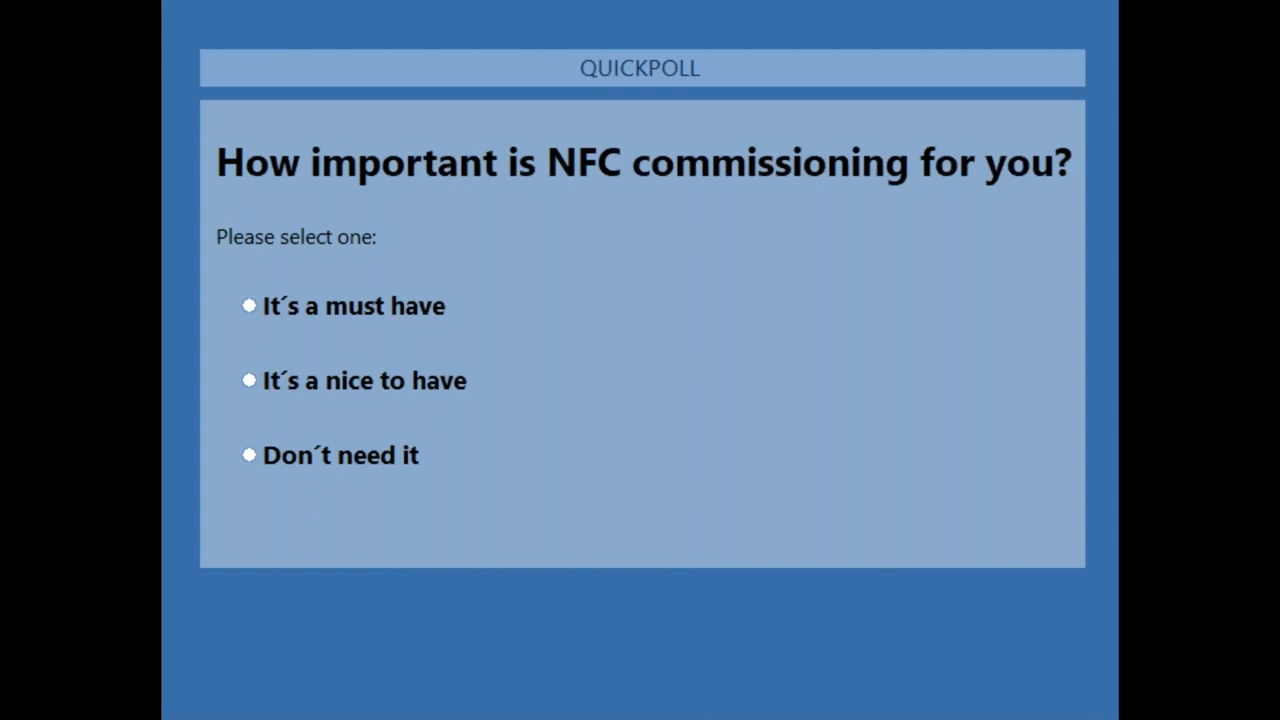 QUICKPOLL
How important is NFC commissioning for you?
Please select one:
It´s a must have
It´s a nice to have
Don´t need it